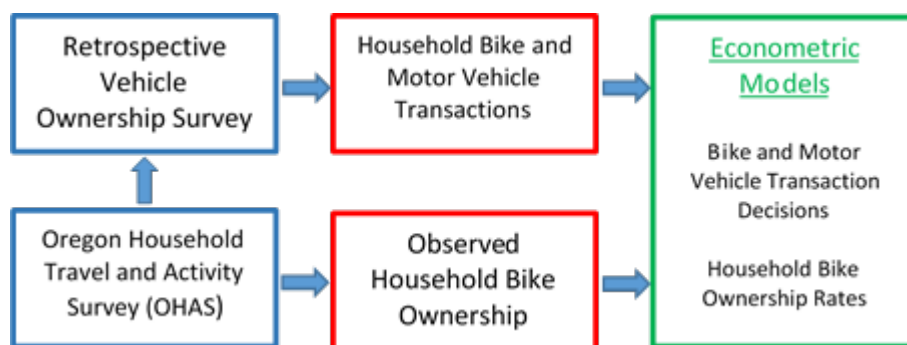 Retrospective
Vehicle
Ownership Survey
Household Bike and
Motor Vehicle
Transactions
Econometric
Models
Bike and Motor
Vehicle Transaction
Decisions
Household Bike
Ownership Rates
Oregon Household
Travel and Activity
Survey (OHAS)
Observed
Household Bike
Ownership